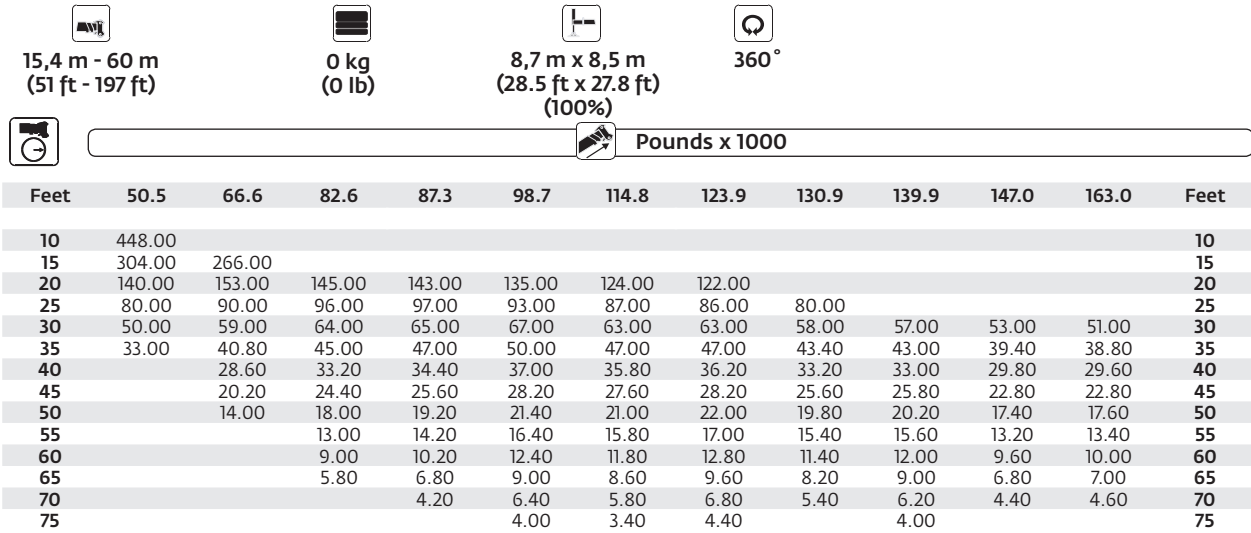 15,4 m - 60 m 0 kg 8,7 m x 8,5 m 360°
(51 ft - 197 ft) (0 lb) (28.5 ft x 27.8 ft)
(100%)
Pounds x 1000
Feet 50.5 66.6 82.6 87.3 98.7 114.8 123.9 130.9 139.9 147.0 163.0 Feet
10 448.00 10
15 304.00 266.00 15
20 140.00 153.00 145.00 143.00 135.00 124.00 122.00 20
25 80.00 90.00 96.00 97.00 93.00 87.00 86.00 80.00 25
30 50.00 59.00 64.00 65.00 67.00 63.00 63.00 58.00 57.00 53.00 51.00 30
35 33.00 40.80 45.00 47.00 50.00 47.00 47.00 43.40 43.00 39.40 38.80 35
40 28.60 33.20 34.40 37.00 35.80 36.20 33.20 33.00 29.80 29.60 40
45 20.20 24.40 25.60 28.20 27.60 28.20 25.60 25.80 22.80 22.80 45
50 14.00 18.00 19.20 21.40 21.00 22.00 19.80 20.20 17.40 17.60 50
55 13.00 14.20 16.40 15.80 17.00 15.40 15.60 13.20 13.40 55
60 9.00 10.20 12.40 11.80 12.80 11.40 12.00 9.60 10.00 60
65 5.80 6.80 9.00 8.60 9.60 8.20 9.00 6.80 7.00 65
70 4.20 6.40 5.80 6.80 5.40 6.20 4.40 4.60 70
75 4.00 3.40 4.40 4.00 75